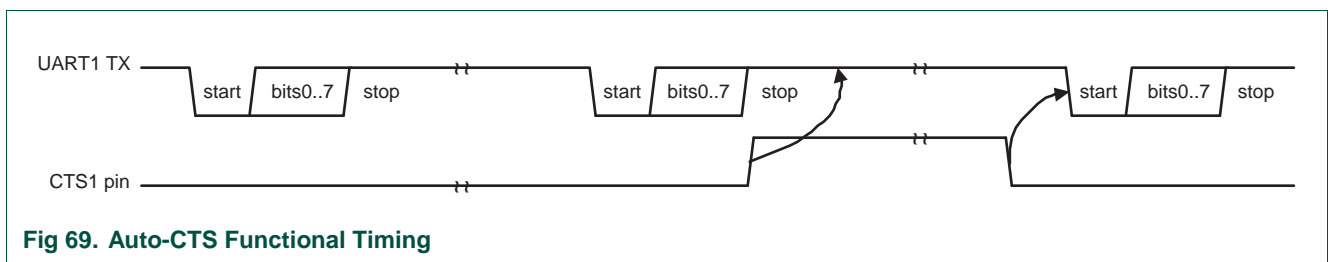 UART1 TX
start bits0..7 stop start bits0..7 stop start bits0..7 stop
CTS1 pin
Fig 69. Auto-CTS Functional Timing